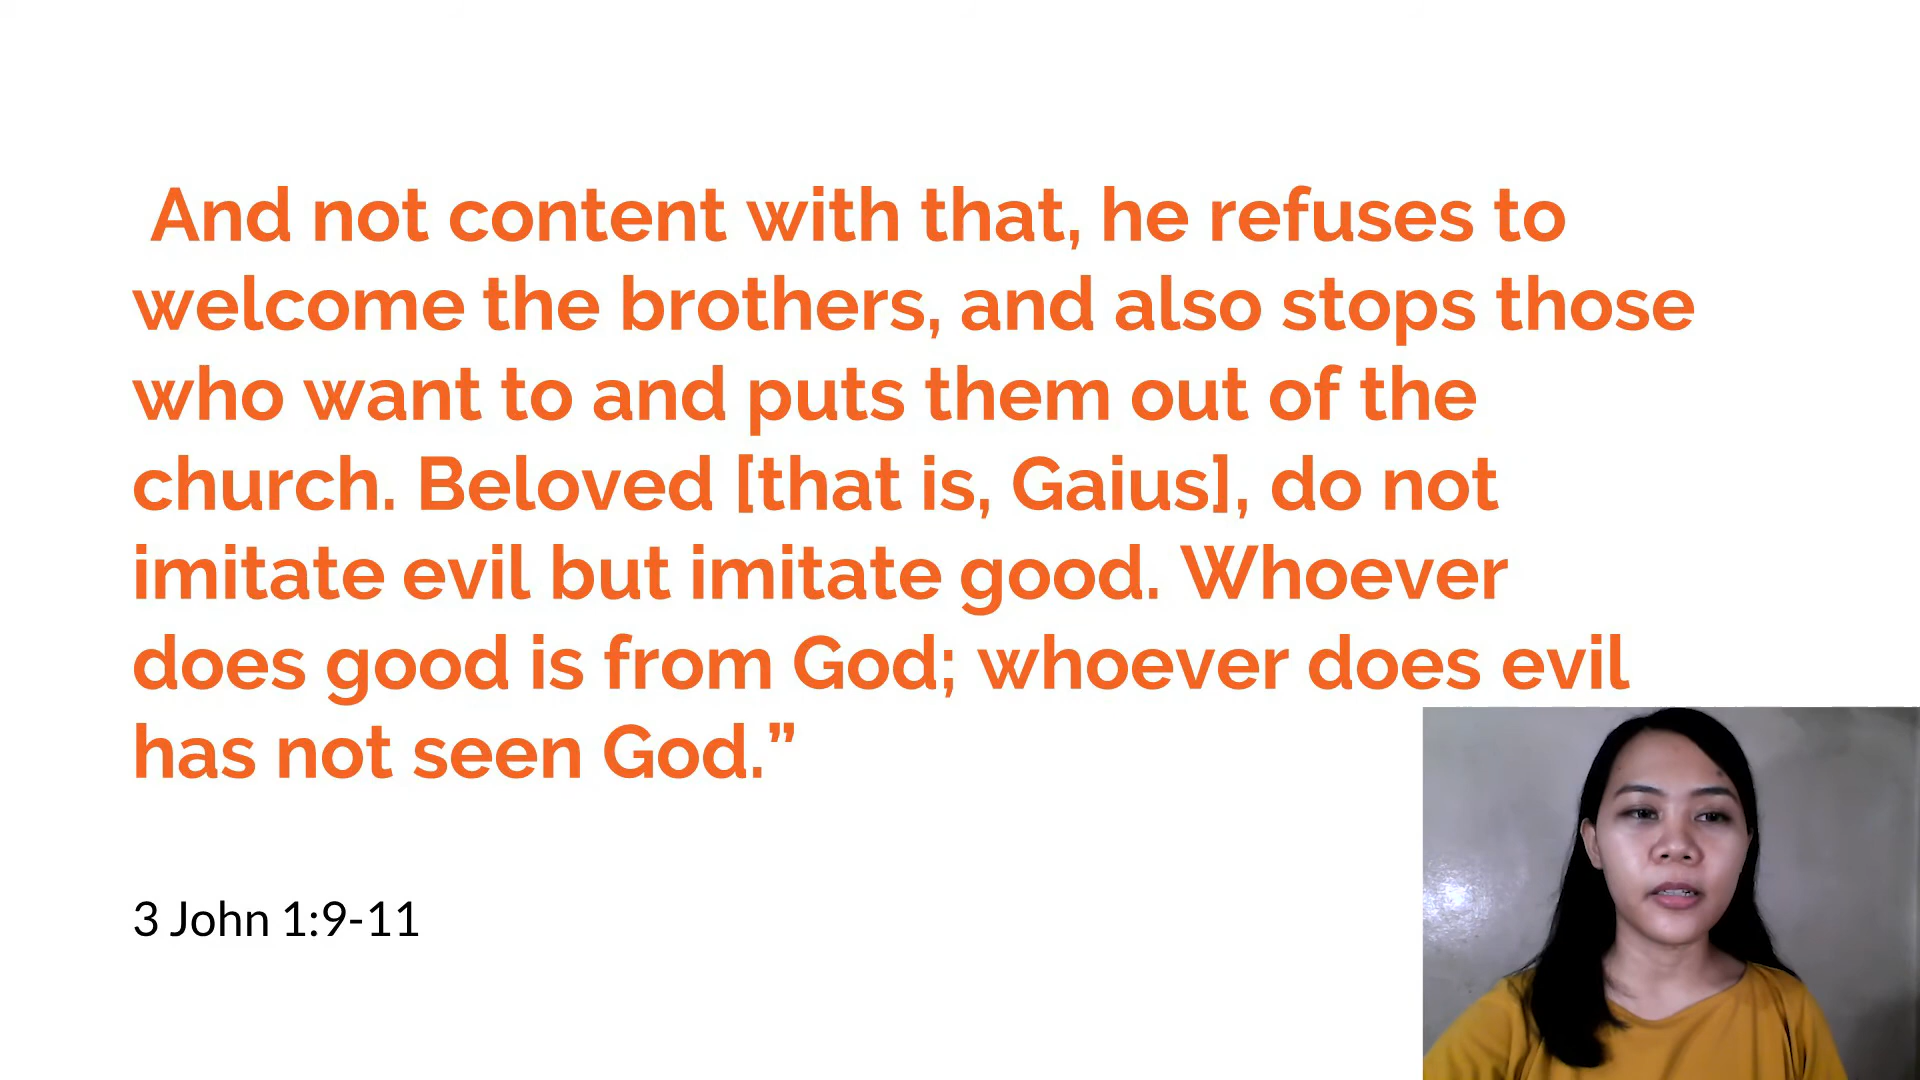 And not content with that, he refuses to
welcome the brothers, and also stops those
who want to and puts them out of the
church. Beloved [that is, Gaius], do not
imitate evil but imitate good. Whoever
does good is from God; whoever does evil
has not seen God.”
3 John 1:9-11